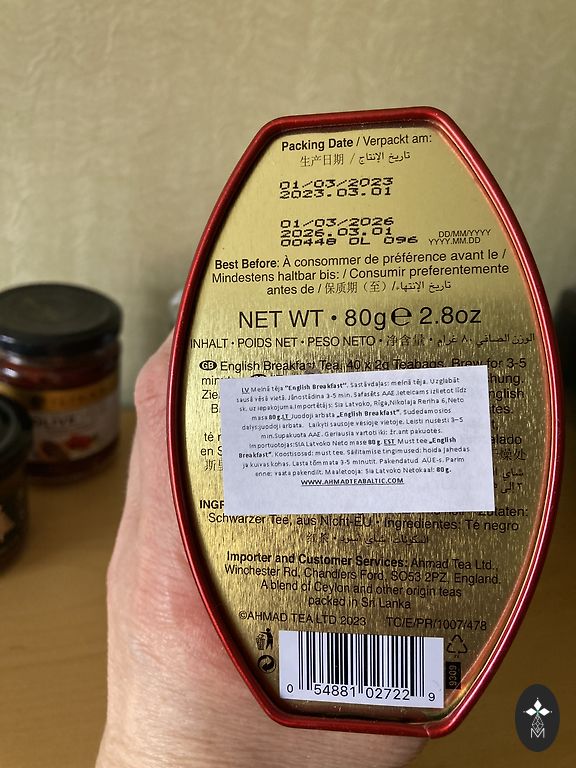 Packing Date / Verpackt am:
生产日期 / تاريخ الإنتاج
01/03/2023
2023.03.01
01/03/2026
2026.03.01
00448 DL 096
DD/MM/YYYY
YYYY.MM.DD
Best Before: À consommer de préférence avant le /
Mindestens haltbar bis: / Consumir preferentemente
antes de / 保质期（至）/ تاريخ الإنتهاء
NET WT • 80g℮ 2.8oz
INHALT • POIDS NET • PESO NETO • 净含量 • الوزن الصافي ٨٠ غرام
GB English Breakfast Tea, 40 x 2g Teabags. Brew for 3-5
LV Melnā tēja "English Breakfast". Sastāvdaļas: melnā tēja. Uzglabāt
sausā vēsā vietā. Jānostādina 3-5 min. Safasēts AAE. Ieteicams izlietot līdz
sk. uz iepakojuma. Importētājs: Sia Latvoko, Rīga, Nikolaja Reriha 6, Neto
masa 80g. LT Juodoji arbata „English Breakfast". Sudedamosios
dalys: juodoji arbata. Laikyti sausoje vėsioje vietoje. Leisti nusėsti 3-5
min. Supakuota AAE. Geriausia vartoti iki: žr. ant pakuotės.
Importuotojas: SIA Latvoko Neto masė 80 g. EST Must tee „English
Breakfast". Koostisosad: must tee. Säilitamise tingimused: hoida jahedas
ja kuivas kohas. Lasta tõmmata 3-5 minutit. Pakendatud AÜE-s. Parim
enne: vaata pakendilt. Maaletooja: Sia Latvoko Netokaal: 80g.
WWW.AHMADTEABALTIC.COM
Schwarzer Tee, aus Nicht-EU • Ingredientes: Té negro
Importer and Customer Services: Ahmad Tea Ltd.,
Winchester Rd, Chandlers Ford, SO53 2PZ, England.
A blend of Ceylon and other origin teas
packed in Sri Lanka
©AHMAD TEA LTD 2023 TC/E/PR/1007/478
9309
0 54881 02722 9
M